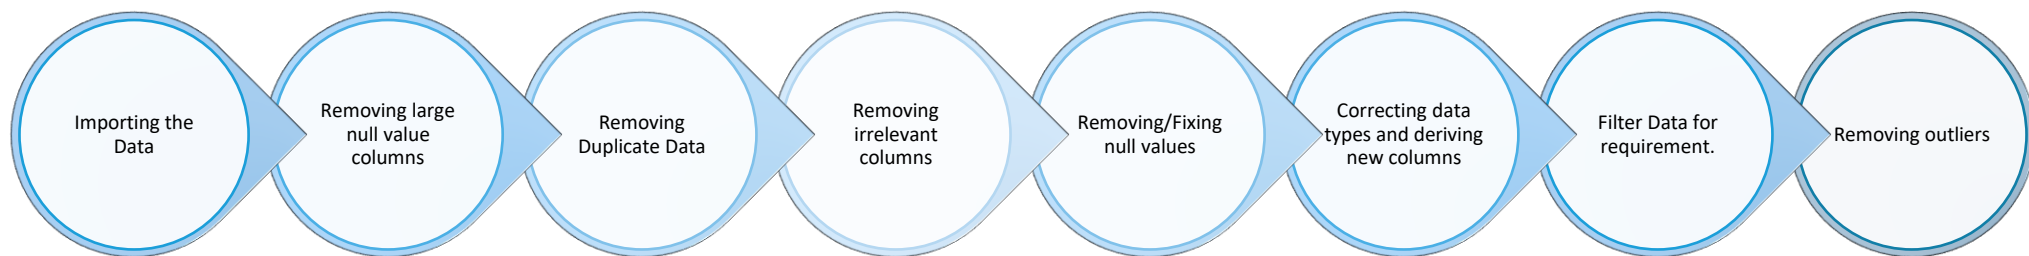 Importing the
Data
Removing large
null value
columns
Removing
Duplicate Data
Removing
irrelevant
columns
Removing/Fixing
null values
Correcting data
types and deriving
new columns
Filter Data for
requirement.
Removing outliers